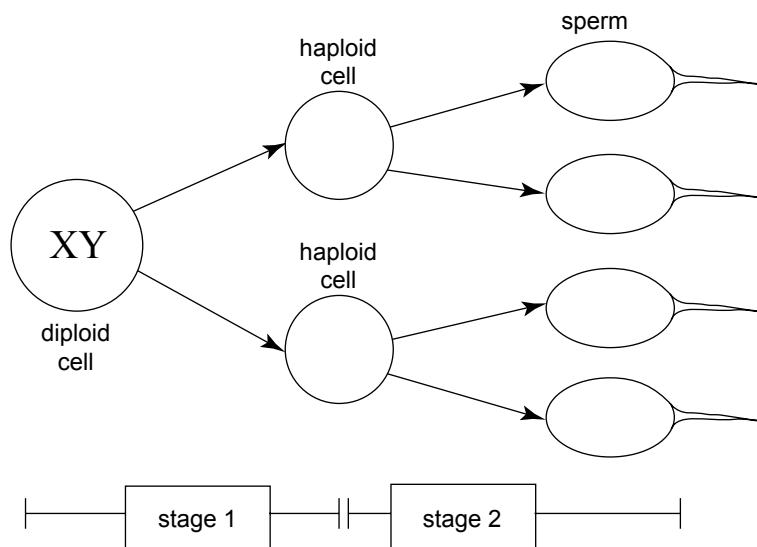 sperm
haploid
cell
XY
haploid
cell
diploid
cell
stage 1
stage 2